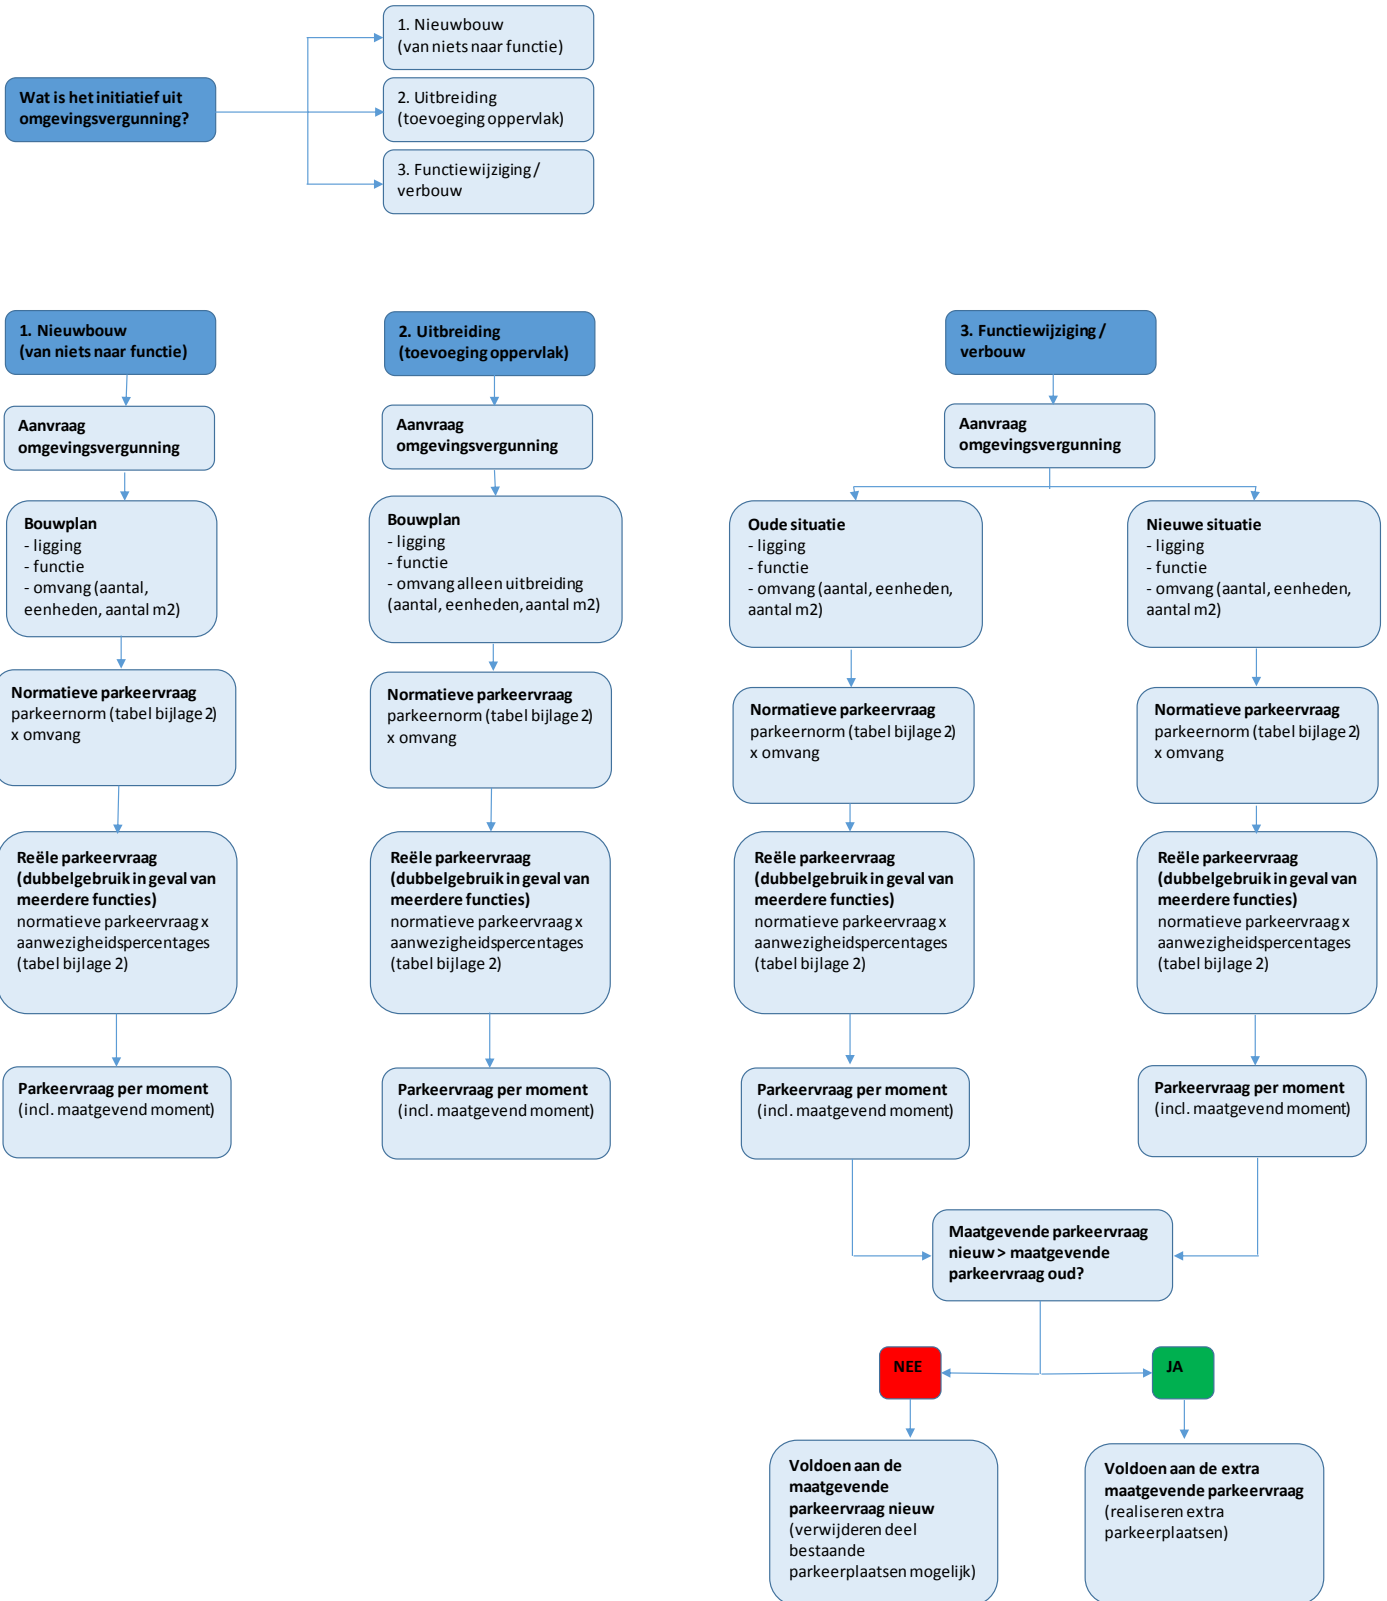 1. Nieuwbouw
(van niets naar functie)
Wat is het initiatief uit
omgevingsvergunning?
2. Uitbreiding
(toevoeging oppervlak)
3. Functiewijziging /
verbouw
1. Nieuwbouw
(van niets naar functie)
Aanvraag
omgevingsvergunning
Bouwplan
- ligging
- functie
- omvang (aantal,
eenheden, aantal m2)
Normatieve parkeervraag
parkeernorm (tabel bijlage 2)
x omvang
Reële parkeervraag
(dubbelgebruik in geval van
meerdere functies)
normatieve parkeervraag x
aanwezigheidspercentages
(tabel bijlage 2)
Parkeervraag per moment
(incl. maatgevend moment)
2. Uitbreiding
(toevoeging oppervlak)
Aanvraag
omgevingsvergunning
Bouwplan
- ligging
- functie
- omvang alleen uitbreiding
(aantal, eenheden, aantal m2)
Normatieve parkeervraag
parkeernorm (tabel bijlage 2)
x omvang
Reële parkeervraag
(dubbelgebruik in geval van
meerdere functies)
normatieve parkeervraag x
aanwezigheidspercentages
(tabel bijlage 2)
Parkeervraag per moment
(incl. maatgevend moment)
3. Functiewijziging /
verbouw
Aanvraag
omgevingsvergunning
Oude situatie
- ligging
- functie
- omvang (aantal, eenheden,
aantal m2)
Normatieve parkeervraag
parkeernorm (tabel bijlage 2)
x omvang
Reële parkeervraag
(dubbelgebruik in geval van
meerdere functies)
normatieve parkeervraag x
aanwezigheidspercentages
(tabel bijlage 2)
Parkeervraag per moment
(incl. maatgevend moment)
Nieuwe situatie
- ligging
- functie
- omvang (aantal, eenheden,
aantal m2)
Normatieve parkeervraag
parkeernorm (tabel bijlage 2)
x omvang
Reële parkeervraag
(dubbelgebruik in geval van
meerdere functies)
normatieve parkeervraag x
aanwezigheidspercentages
(tabel bijlage 2)
Parkeervraag per moment
(incl. maatgevend moment)
Maatgevende parkeervraag
nieuw > maatgevende
parkeervraag oud?
NEE
JA
Voldoen aan de
maatgevende
parkeervraag nieuw
(verwijderen deel
bestaande
parkeerplaatsen mogelijk)
Voldoen aan de extra
maatgevende parkeervraag
(realiseren extra
parkeerplaatsen)